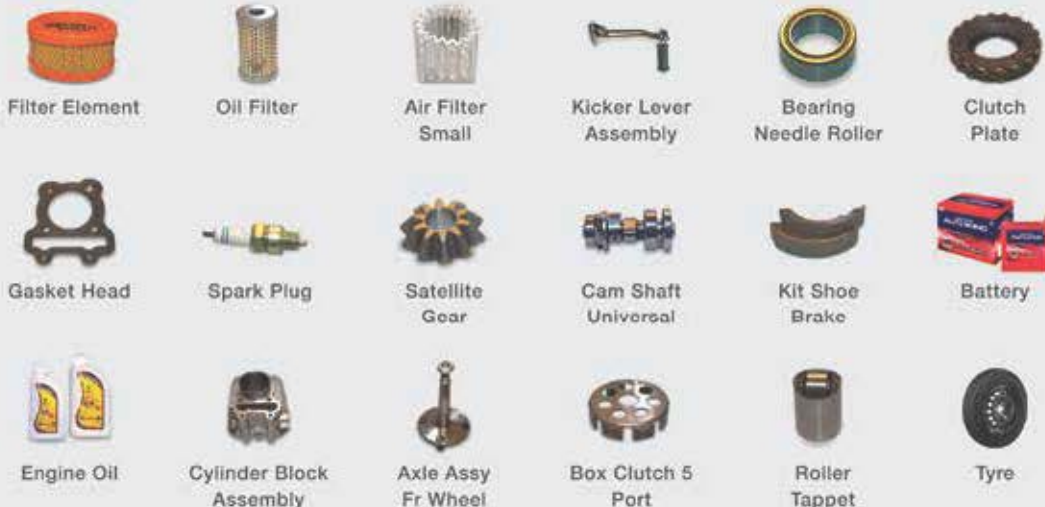 Filter Element
Oil Filter
Air Filter
Small
Kicker Lever
Assembly
Bearing
Needle Roller
Clutch
Plate
Gasket Head
Spark Plug
Satellite
Gear
Cam Shaft
Universal
Kit Shoe
Brake
Battery
Engine Oil
Cylinder Block
Assembly
Axle Assy
Fr Wheel
Box Clutch 5
Port
Roller
Tappet
Tyre